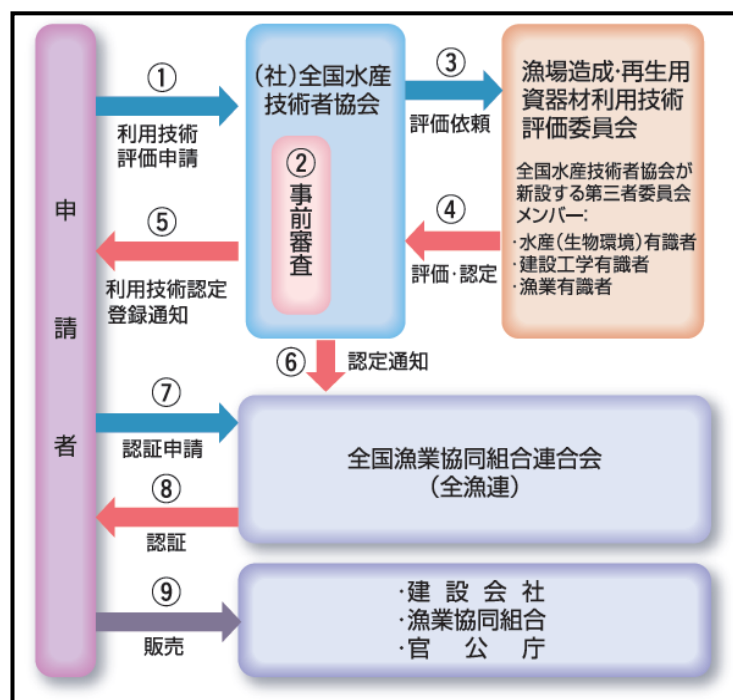 申請者
①
利用技術
評価申請
(社)全国水産
技術者協会
②
事前審査
③
評価依頼
漁場造成・再生用
資器材利用技術
評価委員会
全国水産技術者協会が
新設する第三者委員会
メンバー:
・水産(生物環境)有識者
・建設工学有識者
・漁業有識者
④
評価・認定
⑤
利用技術認定
登録通知
⑥
認定通知
⑦
認証申請
全国漁業協同組合連合会
(全漁連)
⑧
認証
⑨
販売
・建設会社
・漁業協同組合
・官公庁